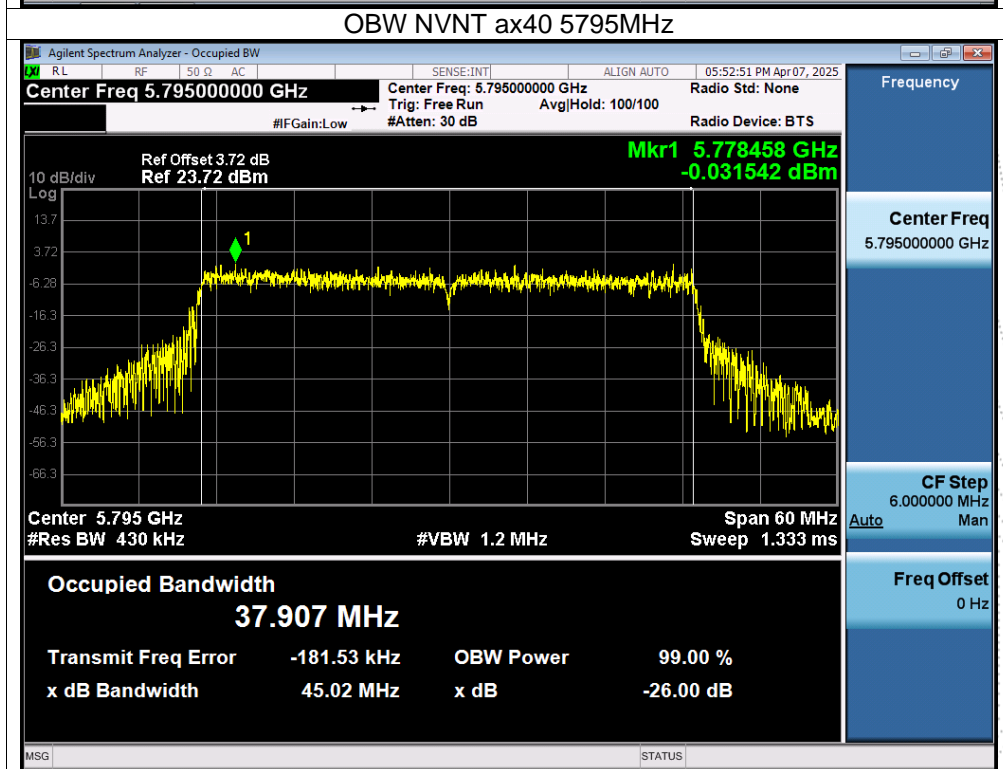 OBW NVNT ax40 5795MHz
Agilent Spectrum Analyzer - Occupied BW
LXI RL RF 50 Ω AC SENSE:INT ALIGN AUTO 05:52:51 PM Apr 07, 2025
Center Freq 5.795000000 GHz
Center Freq: 5.795000000 GHz
Radio Std: None
Trig: Free Run Avg|Hold: 100/100
#IFGain:Low #Atten: 30 dB Radio Device: BTS
Frequency
Mkr1 5.778458 GHz
-0.031542 dBm
Ref Offset 3.72 dB
10 dB/div Ref 23.72 dBm
Log
13.7
3.72
-6.28
-16.3
-26.3
-36.3
-46.3
-56.3
-66.3
1
Center 5.795 GHz Span 60 MHz
#Res BW 430 kHz #VBW 1.2 MHz Sweep 1.333 ms
Center Freq
5.795000000 GHz
CF Step
6.000000 MHz
Auto Man
Freq Offset
0 Hz
Occupied Bandwidth
37.907 MHz
Transmit Freq Error -181.53 kHz OBW Power 99.00 %
x dB Bandwidth 45.02 MHz x dB -26.00 dB
MSG STATUS